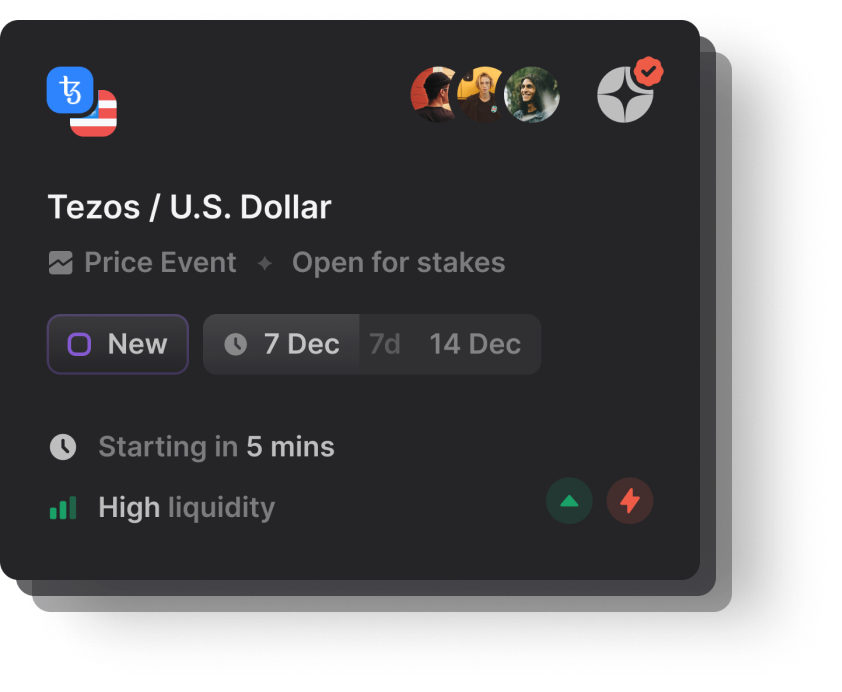 Tezos / U.S. Dollar
Price Event ✦ Open for stakes
New 7 Dec 7d 14 Dec
Starting in 5 mins
High liquidity